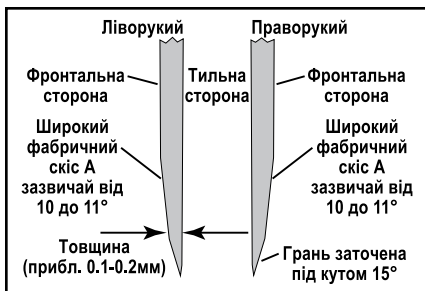 Ліворукий
Праворукий
Фронтальна
сторона
Тильна
сторона
Фронтальна
сторона
Широкий
фабричний
скіс А
зазвичай від
10 до 11°
Широкий
фабричний
скіс А
зазвичай від
10 до 11°
Товщина
(прибл. 0.1-0.2мм)
Грань заточена
під кутом 15°